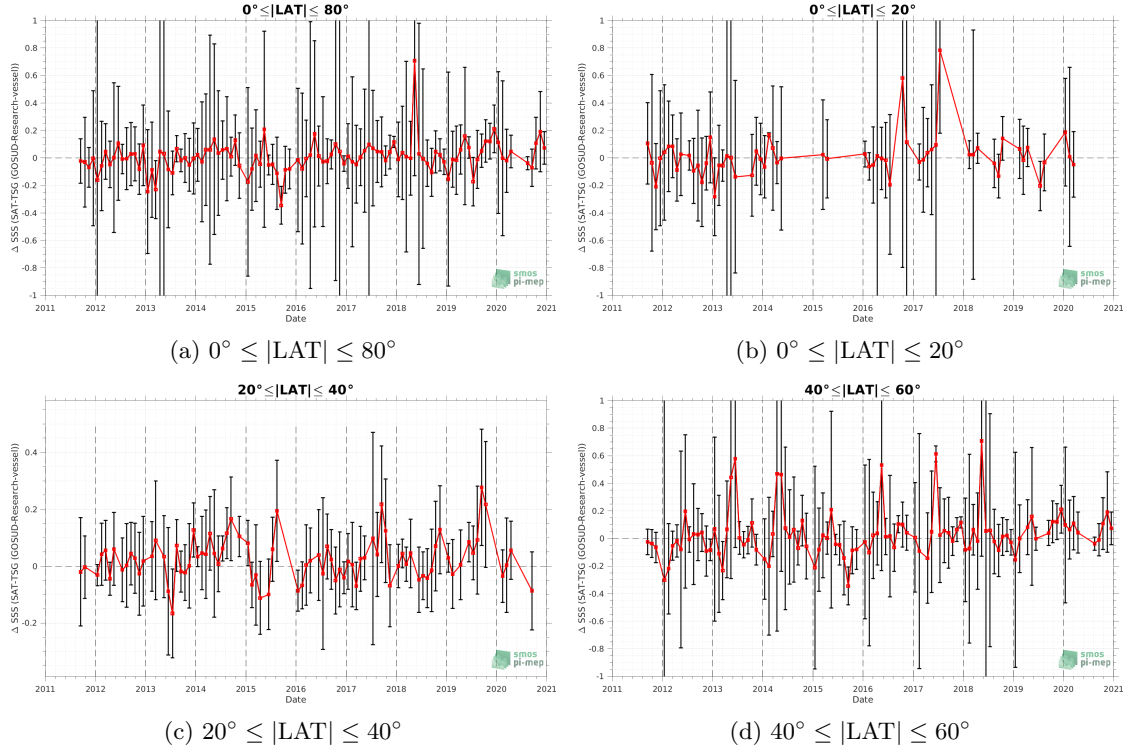 0°≤|LAT|≤ 80°
Δ SSS (SAT-TSG (GOSUD-Research-vessel))
1
0.8
0.6
0.4
0.2
0
-0.2
-0.4
-0.6
-0.8
-1
2011 2012 2013 2014 2015 2016 2017 2018 2019 2020 2021
Date
smos
pi-mep
(a) 0° ≤ |LAT| ≤ 80°
0°≤|LAT|≤ 20°
Δ SSS (SAT-TSG (GOSUD-Research-vessel))
1
0.8
0.6
0.4
0.2
0
-0.2
-0.4
-0.6
-0.8
-1
2011 2012 2013 2014 2015 2016 2017 2018 2019 2020 2021
Date
smos
pi-mep
(b) 0° ≤ |LAT| ≤ 20°
20°≤|LAT|≤ 40°
Δ SSS (SAT-TSG (GOSUD-Research-vessel))
0.4
0.2
0
-0.2
2011 2012 2013 2014 2015 2016 2017 2018 2019 2020 2021
Date
smos
pi-mep
(c) 20° ≤ |LAT| ≤ 40°
40°≤|LAT|≤ 60°
Δ SSS (SAT-TSG (GOSUD-Research-vessel))
1
0.8
0.6
0.4
0.2
0
-0.2
-0.4
-0.6
-0.8
-1
2011 2012 2013 2014 2015 2016 2017 2018 2019 2020 2021
Date
smos
pi-mep
(d) 40° ≤ |LAT| ≤ 60°